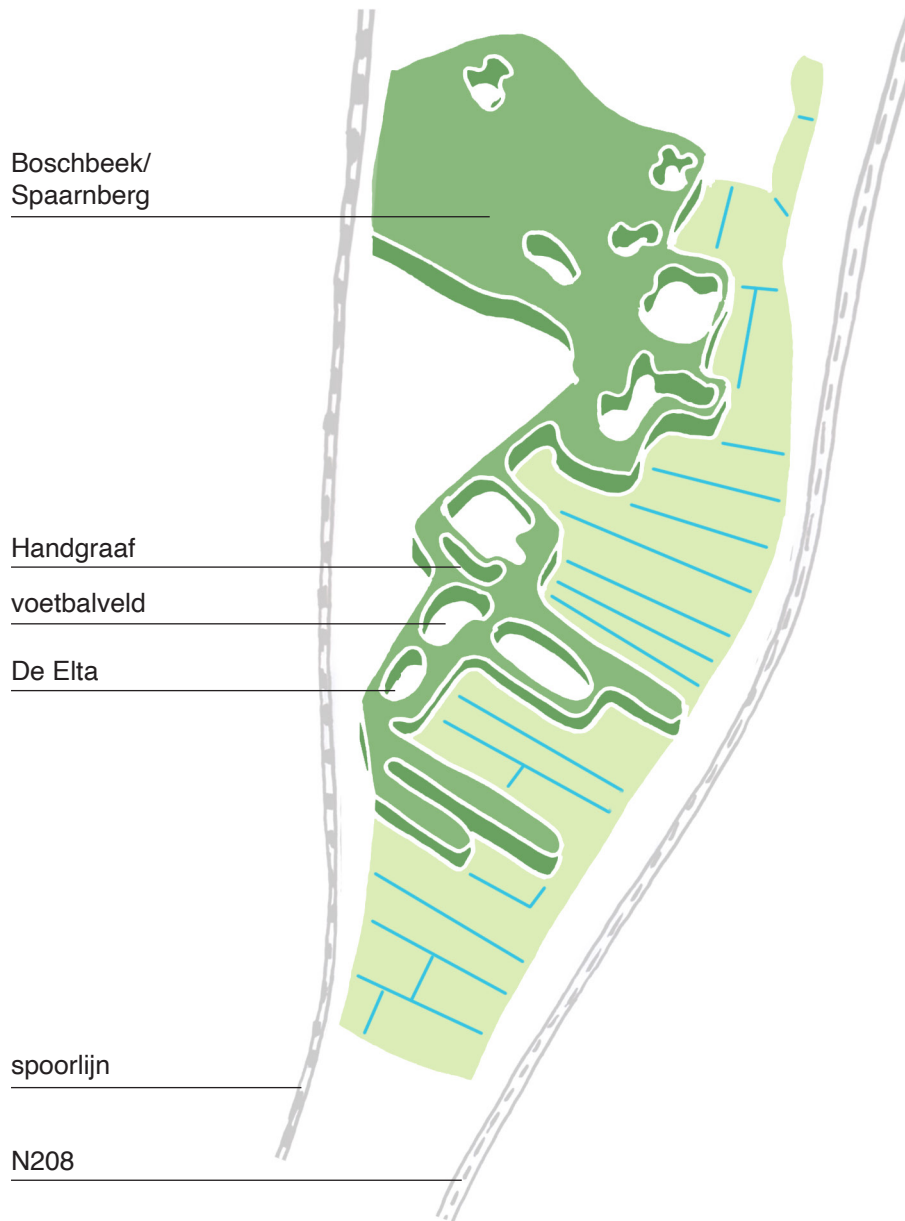 Boschbeek/
Spaarnberg
Handgraaf
voetbalveld
De Elta
spoorlijn
N208